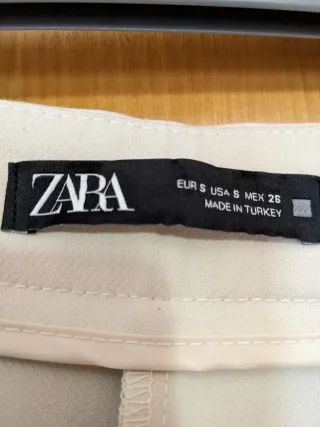 ZARA
EUR S USA S MEX 26
MADE IN TURKEY